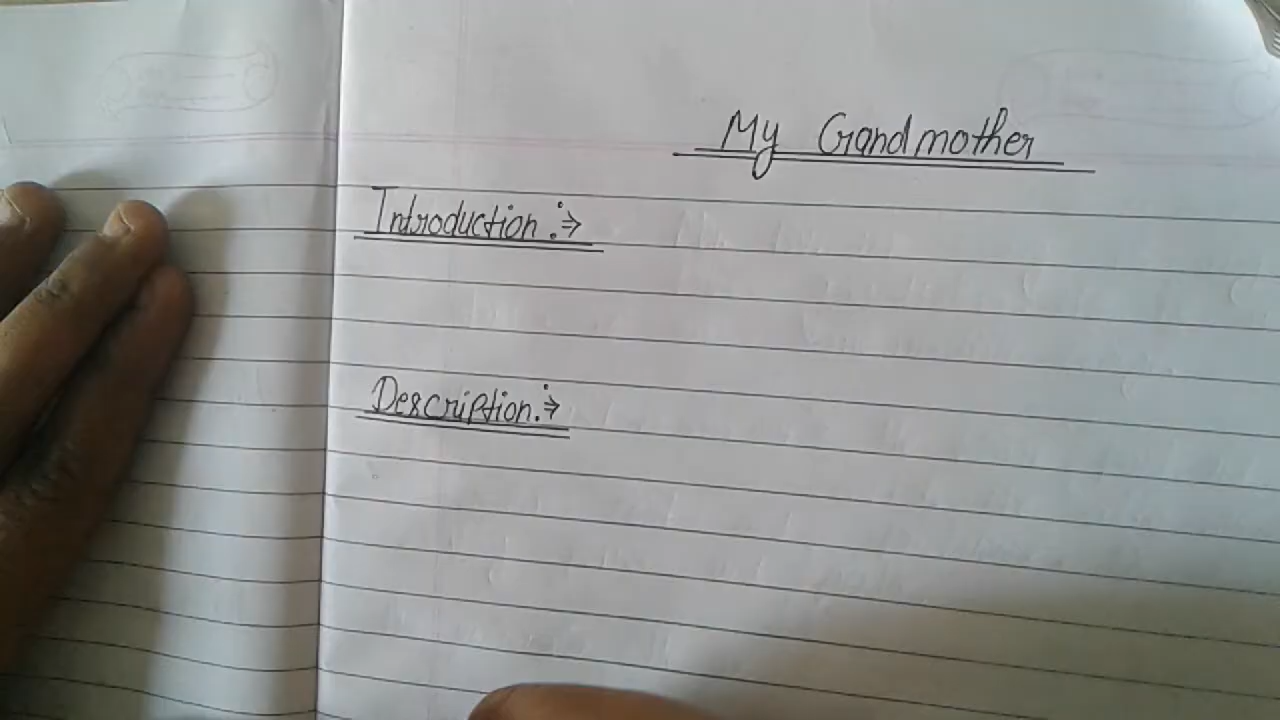 My Grandmother
Introduction :→
Description :→